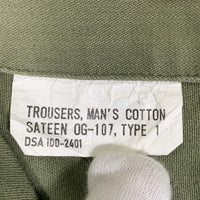 TROUSERS, MAN'S COTTON
SATEEN OG-107, TYPE 1
DSA 100-2401